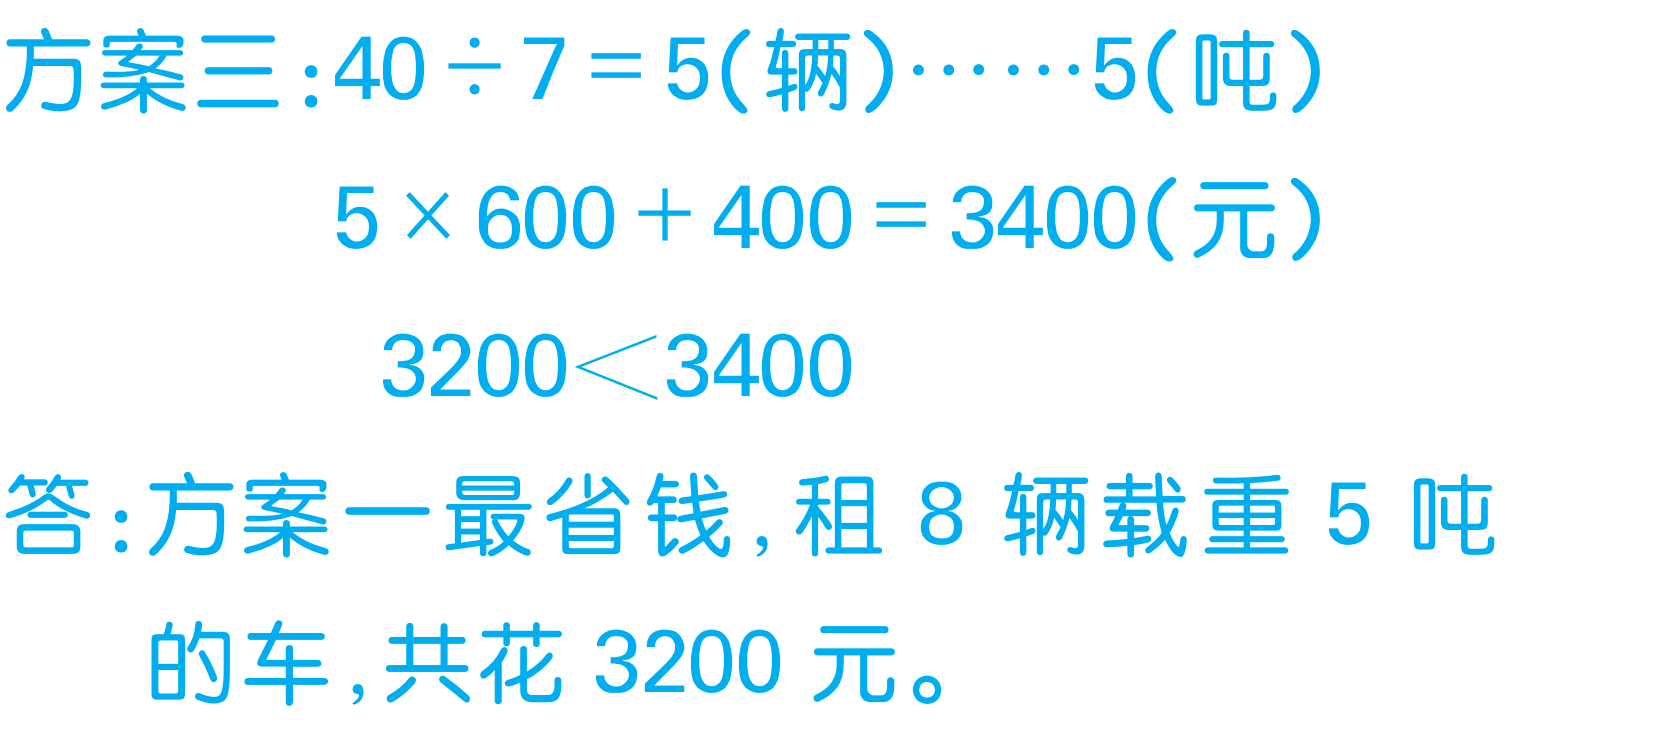 方案三:40÷7=5(辆)……5(吨)
5×600+400=3400(元)
3200<3400
答:方案一最省钱,租 8 辆载重 5 吨
的车,共花 3200 元。